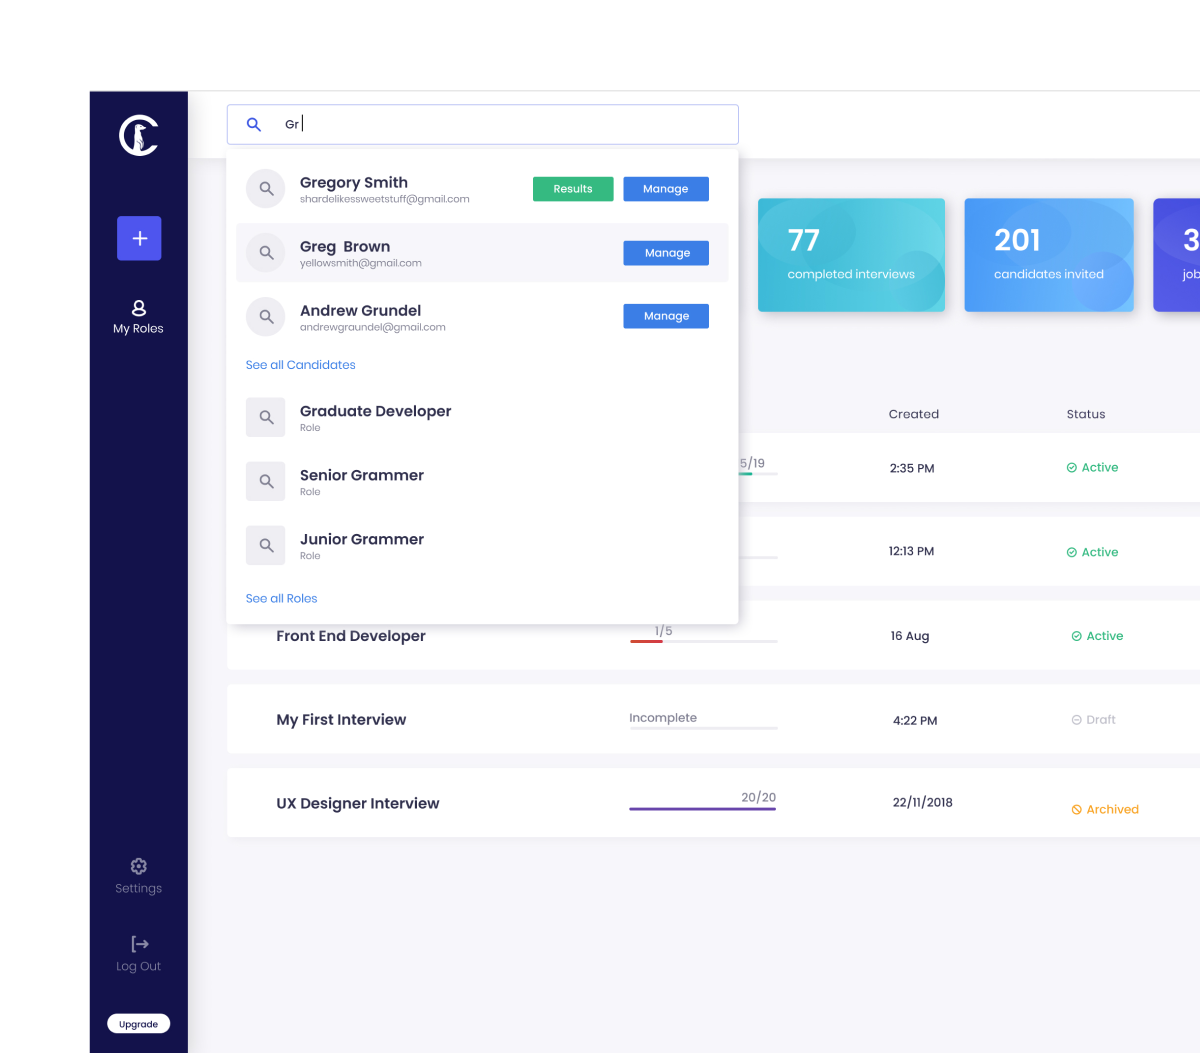 Gr
Gregory Smith
shardelikessweetstuff@gmail.com
Results
Manage
Greg Brown
yellowsmith@gmail.com
Manage
Andrew Grundel
andrewgraundel@gmail.com
Manage
See all Candidates
Graduate Developer
Role
Senior Grammer
Role
Junior Grammer
Role
See all Roles
77
completed interviews
201
candidates invited
3
job
My Roles
Created
Status
5/19
2:35 PM
Active
12:13 PM
Active
Front End Developer
1/5
16 Aug
Active
My First Interview
Incomplete
4:22 PM
Draft
UX Designer Interview
20/20
22/11/2018
Archived
Settings
Log Out
Upgrade